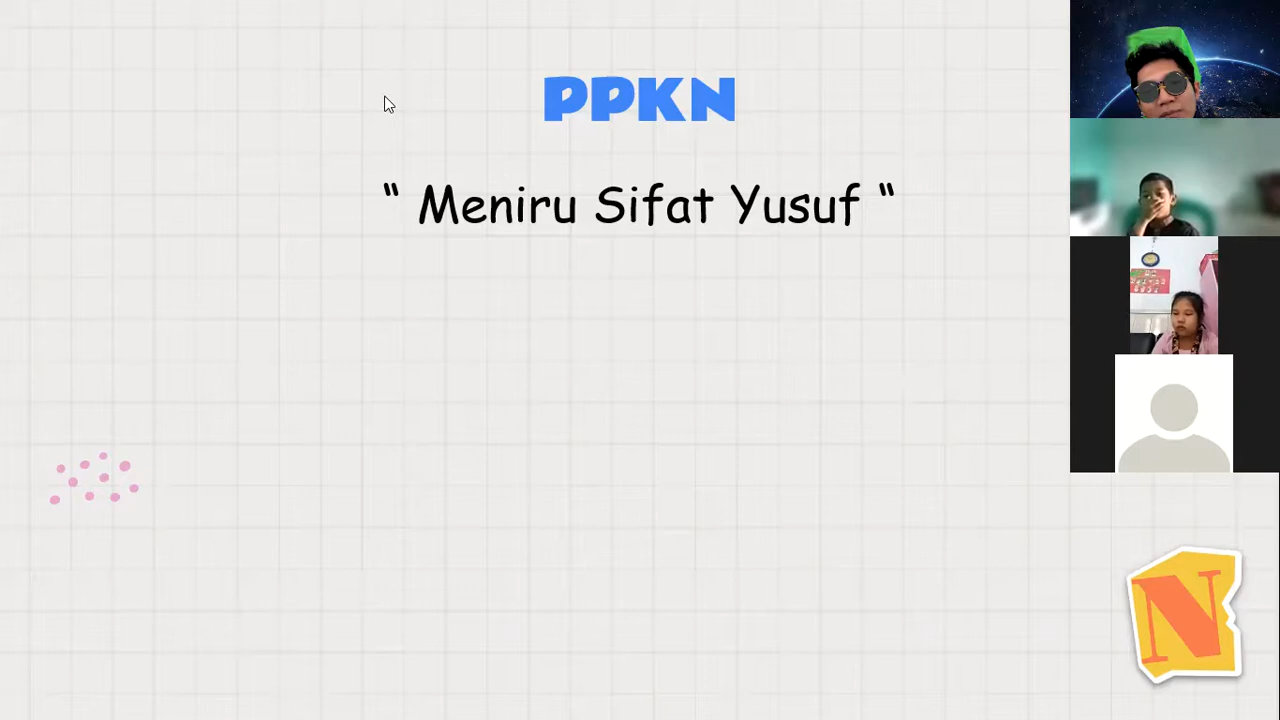 PPKN
“ Meniru Sifat Yusuf “
N